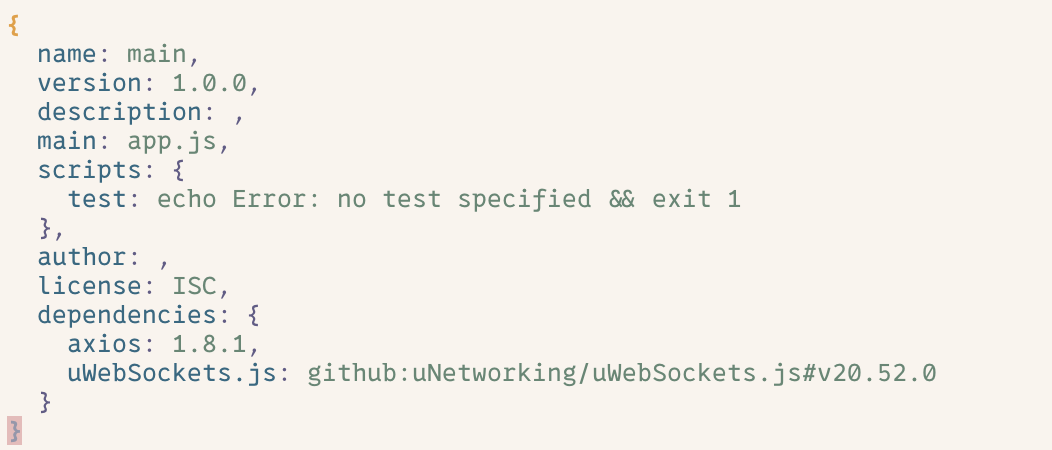 {
  name: main,
  version: 1.0.0,
  description: ,
  main: app.js,
  scripts: {
    test: echo Error: no test specified && exit 1
  },
  author: ,
  license: ISC,
  dependencies: {
    axios: 1.8.1,
    uWebSockets.js: github:uNetworking/uWebSockets.js#v20.52.0
  }
}